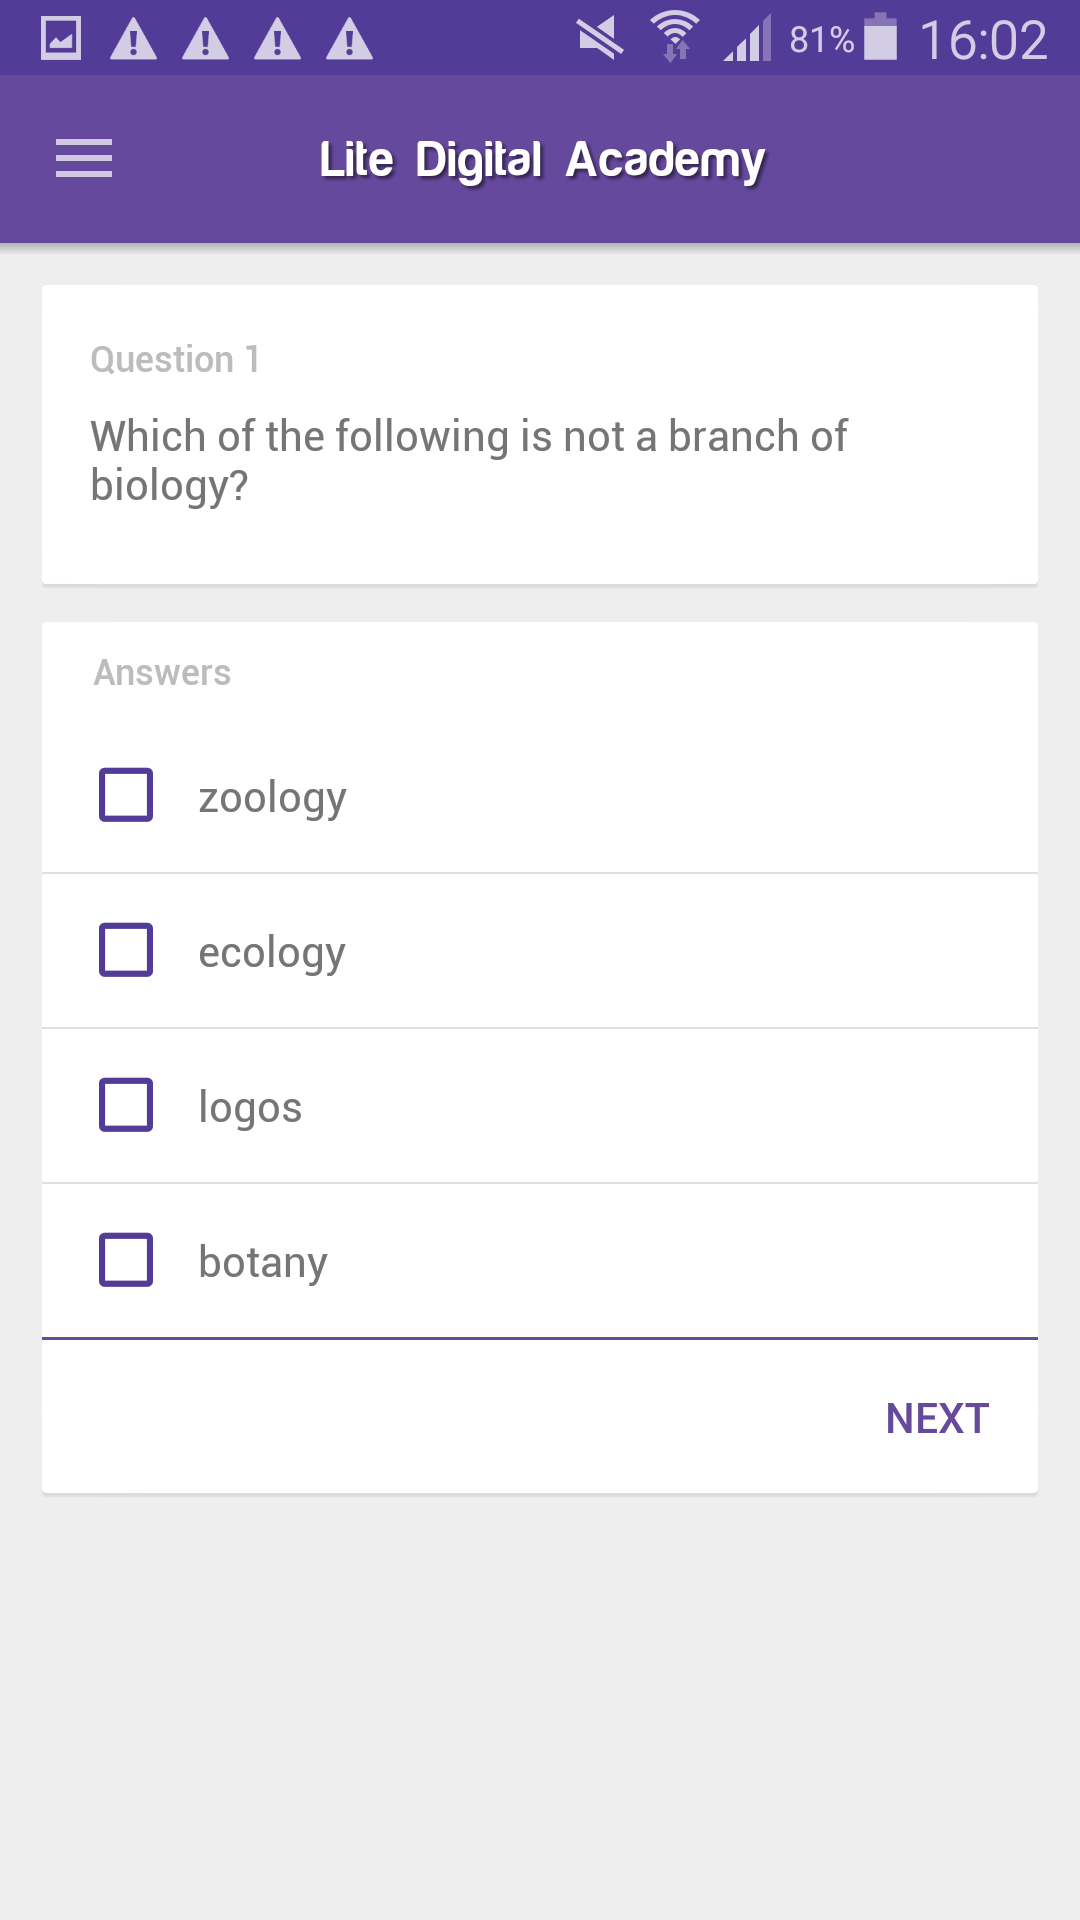 81% 16:02
Lite Digital Academy
Question 1
Which of the following is not a branch of
biology?
Answers
zoology
ecology
logos
botany
NEXT